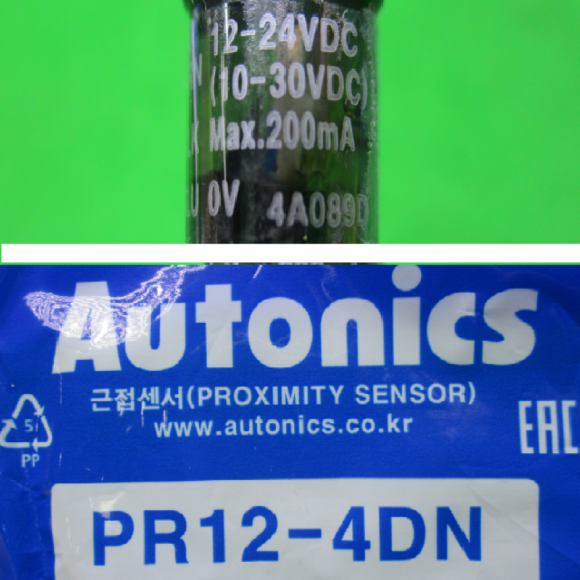 12-24VDC
N (10-30VDC)
K Max.200mA
U 0V 4A089D
Autonics
근접센서(PROXIMITY SENSOR)
www.autonics.co.kr
5
PP
EAC
PR12-4DN